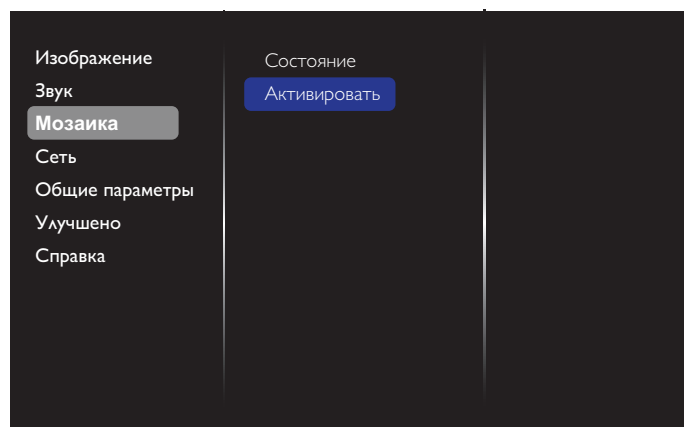 Изображение
Звук
Мозаика
Сеть
Общие параметры
Улучшено
Справка
Состояние
Активировать